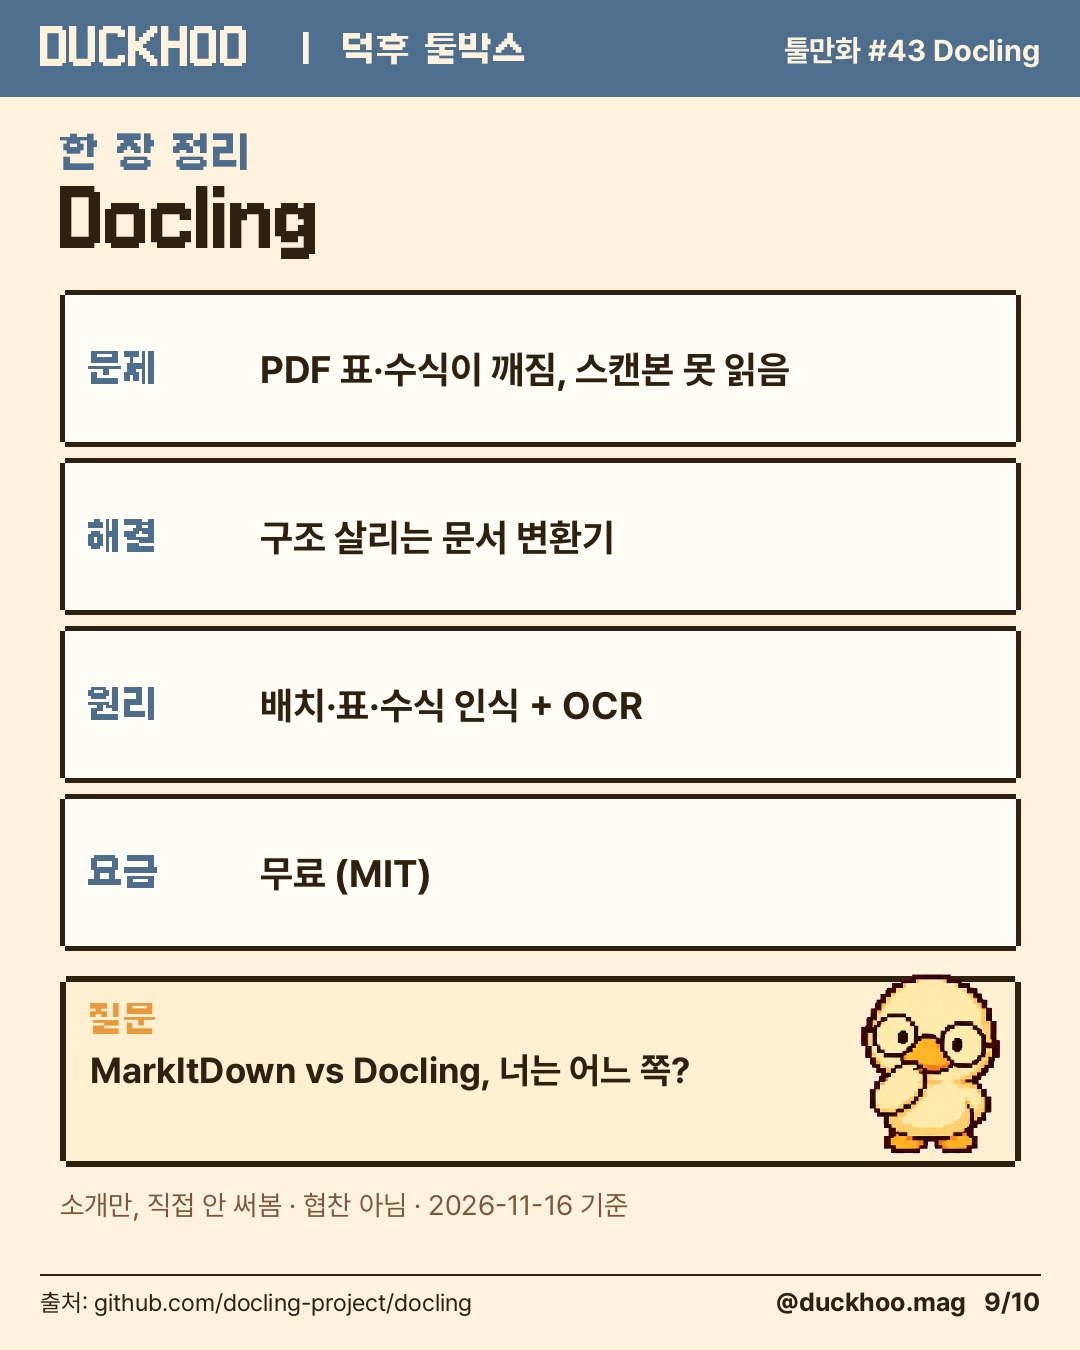 DUCKHOO | 덕후 툴박스
툴만화 #43 Docling
한 장 정리
Docling
문제 PDF 표·수식이 깨짐, 스캔본 못 읽음
해결 구조 살리는 문서 변환기
원리 배치·표·수식 인식 + OCR
요금 무료 (MIT)
질문
MarkItDown vs Docling, 너는 어느 쪽?
소개만, 직접 안 써봄 · 협찬 아님 · 2026-11-16 기준
출처: github.com/docling-project/docling
@duckhoo.mag 9/10